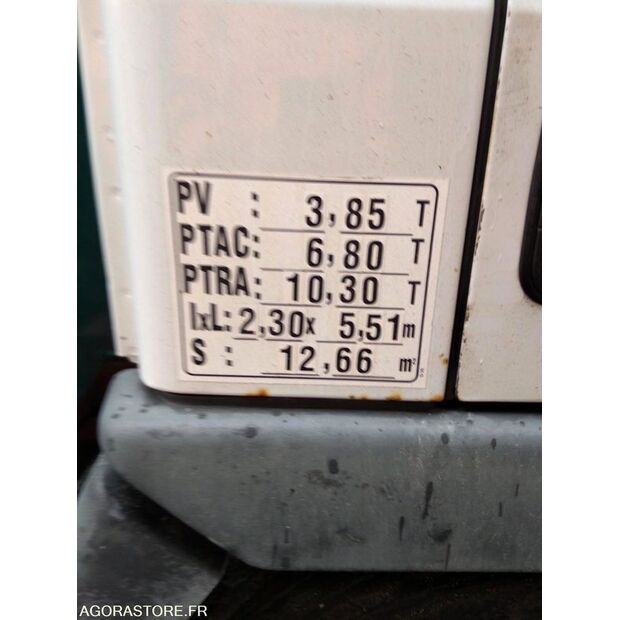 PV : 3,85 T
PTAC: 6,80 T
PTRA: 10,30 T
lxL: 2,30x 5,51m
S : 12,66 m²
AGORASTORE.FR